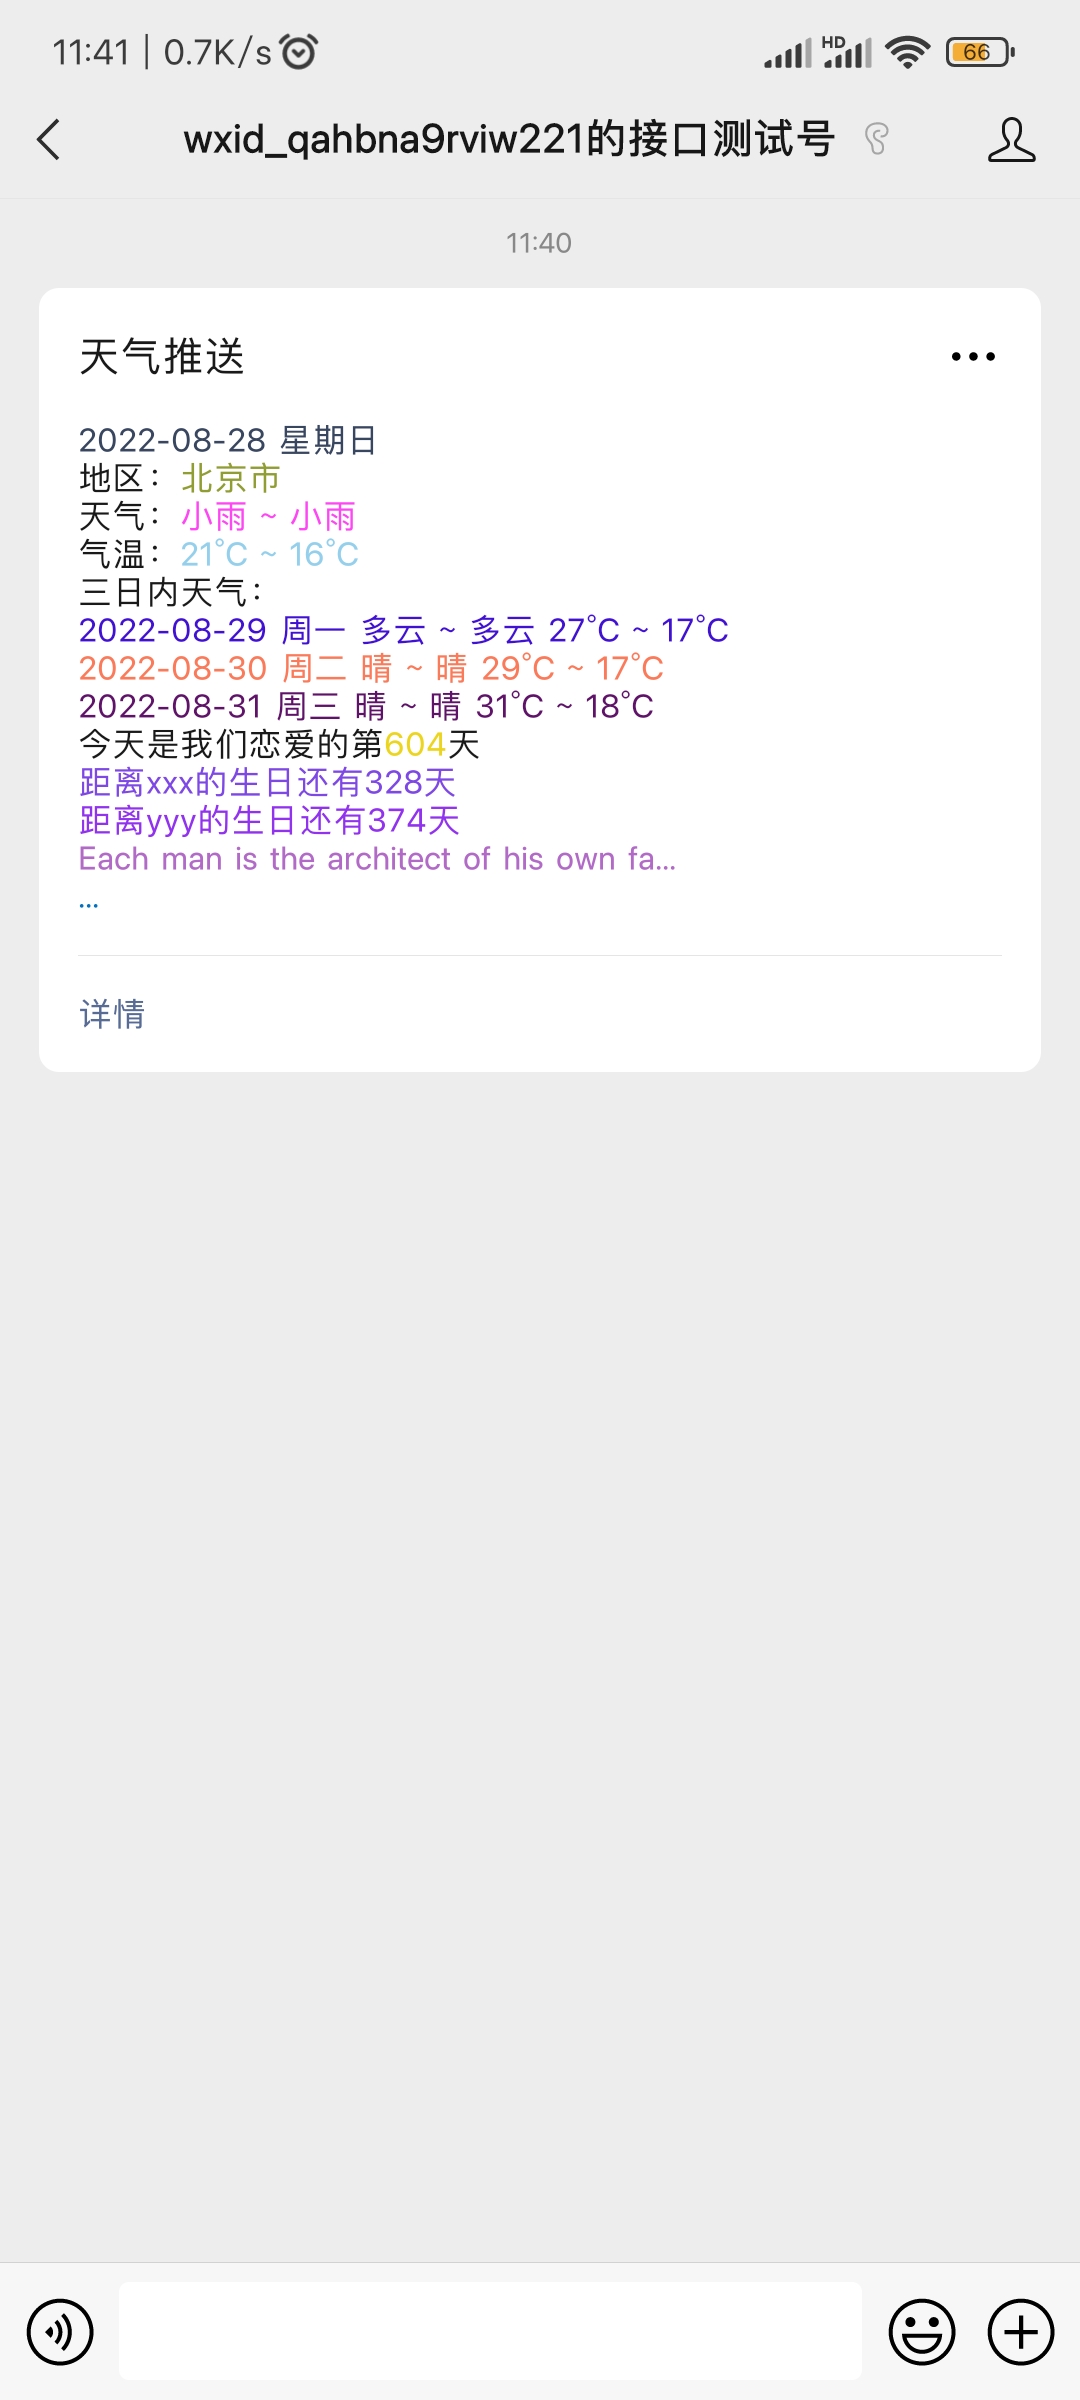 11:41 | 0.7K/s
HD
66
wxid_qahbna9rviw221的接口测试号
11:40
天气推送
2022-08-28 星期日
地区：北京市
天气：小雨 ~ 小雨
气温：21°C ~ 16°C
三日内天气：
2022-08-29 周一 多云 ~ 多云 27°C ~ 17°C
2022-08-30 周二 晴 ~ 晴 29°C ~ 17°C
2022-08-31 周三 晴 ~ 晴 31°C ~ 18°C
今天是我们恋爱的第604天
距离xxx的生日还有328天
距离yyy的生日还有374天
Each man is the architect of his own fa...
...
详情